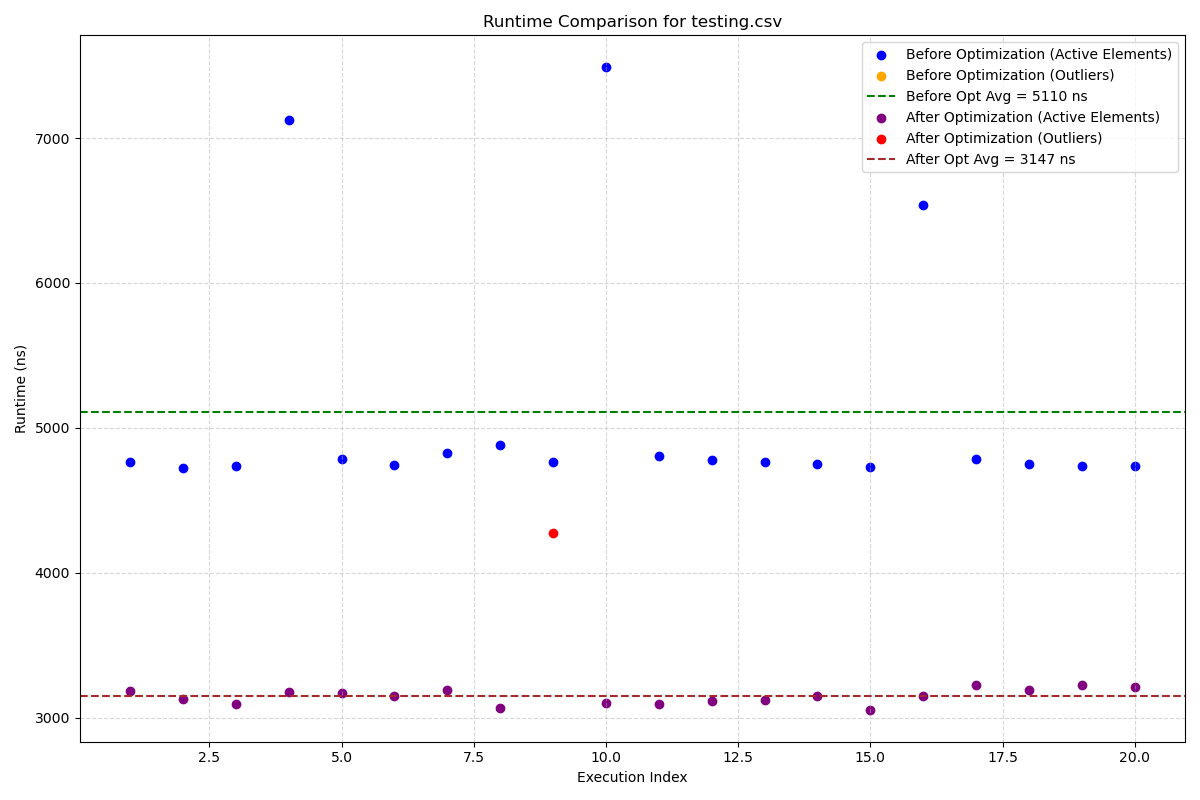 Runtime Comparison for testing.csv
Before Optimization (Active Elements)
Before Optimization (Outliers)
Before Opt Avg = 5110 ns
After Optimization (Active Elements)
After Optimization (Outliers)
After Opt Avg = 3147 ns
Runtime (ns)
7000
6000
5000
4000
3000
2.5
5.0
7.5
10.0
12.5
15.0
17.5
20.0
Execution Index